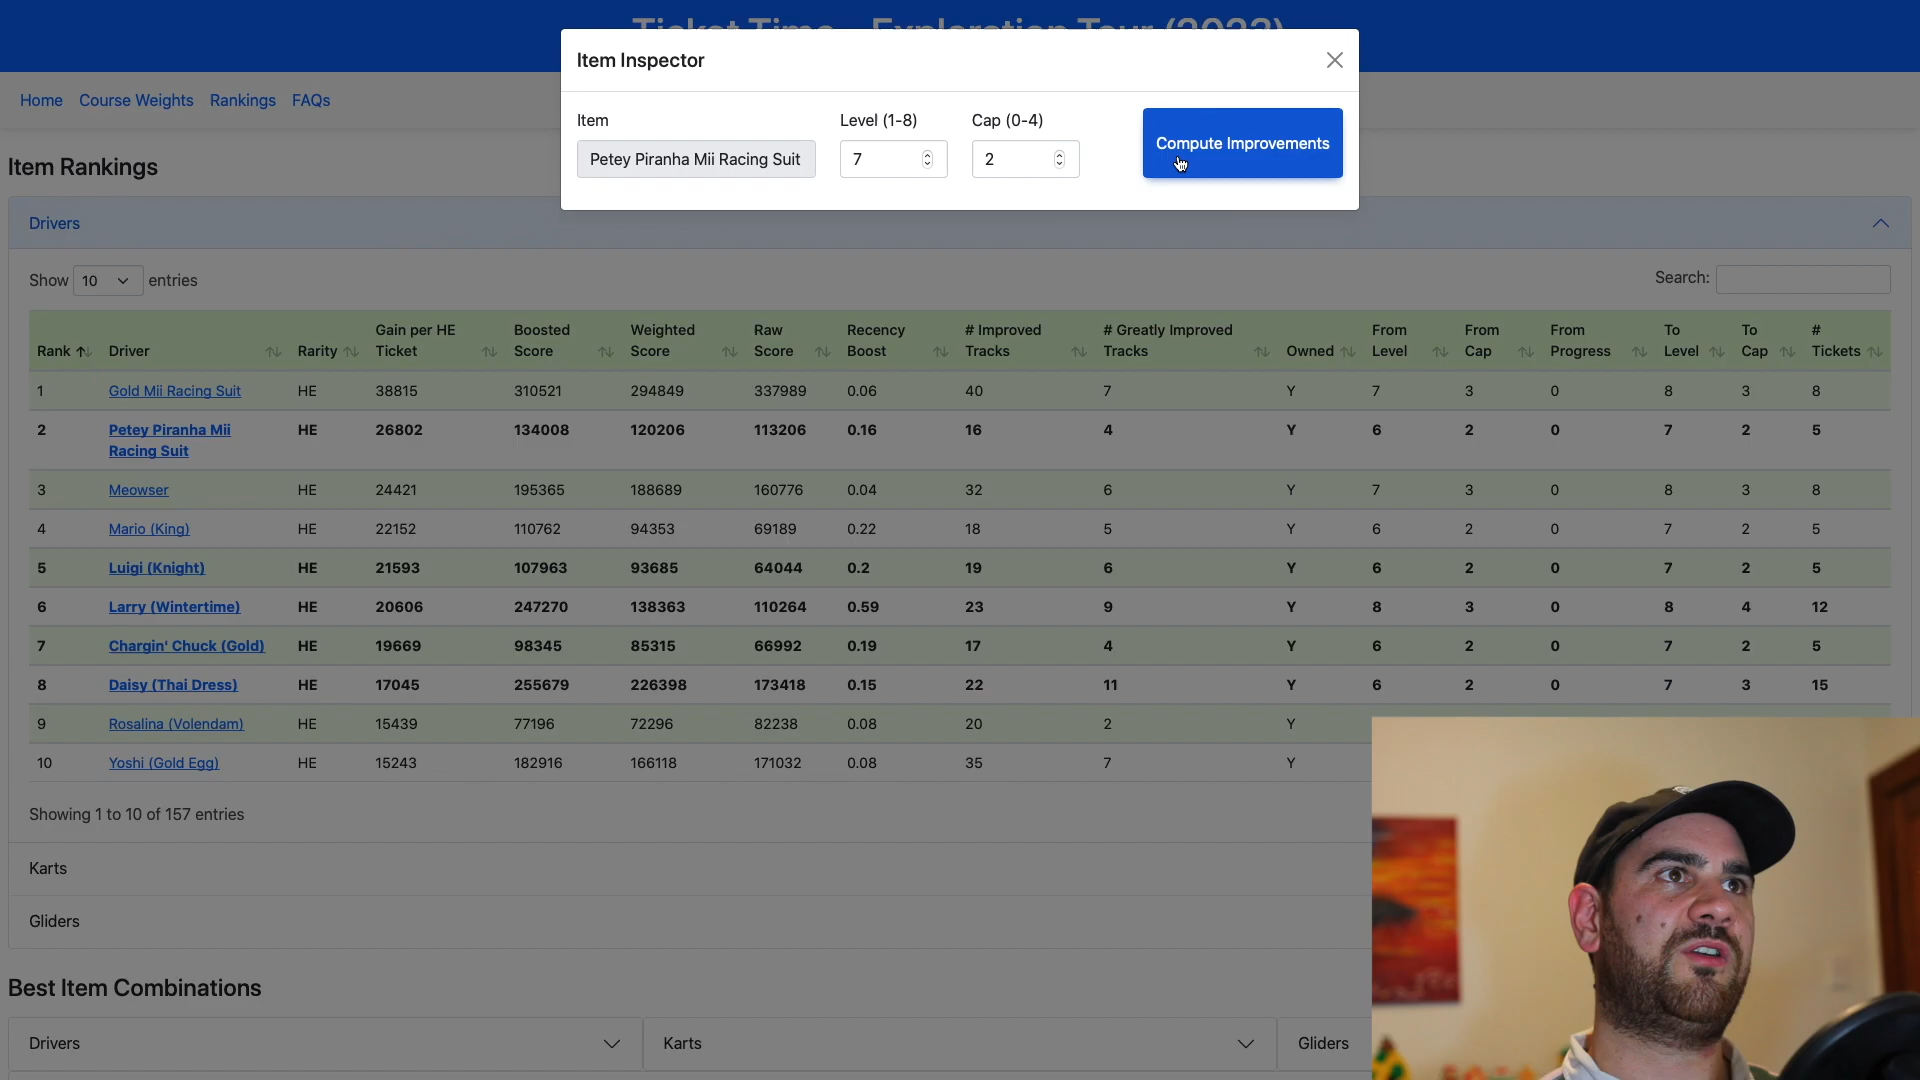 Ticket Time - Exploration Tour (2023)
Item Inspector
Home Course Weights Rankings FAQs
Item Level (1-8) Cap (0-4)
Petey Piranha Mii Racing Suit 7 2 Compute Improvements
Item Rankings
Drivers
Show 10 entries Search:
Rank Driver Rarity Gain per HE Ticket Boosted Score Weighted Score Raw Score Recency Boost # Improved Tracks # Greatly Improved Tracks Owned From Level From Cap From Progress To Level To Cap # Tickets
1 Gold Mii Racing Suit HE 38815 310521 294849 337989 0.06 40 7 Y 7 3 0 8 3 8
2 Petey Piranha Mii Racing Suit HE 26802 134008 120206 113206 0.16 16 4 Y 6 2 0 7 2 5
3 Meowser HE 24421 195365 188689 160776 0.04 32 6 Y 7 3 0 8 3 8
4 Mario (King) HE 22152 110762 94353 69189 0.22 18 5 Y 6 2 0 7 2 5
5 Luigi (Knight) HE 21593 107963 93685 64044 0.2 19 6 Y 6 2 0 7 2 5
6 Larry (Wintertime) HE 20606 247270 138363 110264 0.59 23 9 Y 8 3 0 8 4 12
7 Chargin' Chuck (Gold) HE 19669 98345 85315 66992 0.19 17 4 Y 6 2 0 7 2 5
8 Daisy (Thai Dress) HE 17045 255679 226398 173418 0.15 22 11 Y 6 2 0 7 3 15
9 Rosalina (Volendam) HE 15439 77196 72296 82238 0.08 20 2 Y
10 Yoshi (Gold Egg) HE 15243 182916 166118 171032 0.08 35 7 Y
Showing 1 to 10 of 157 entries
Karts
Gliders
Best Item Combinations
Drivers Karts Gliders